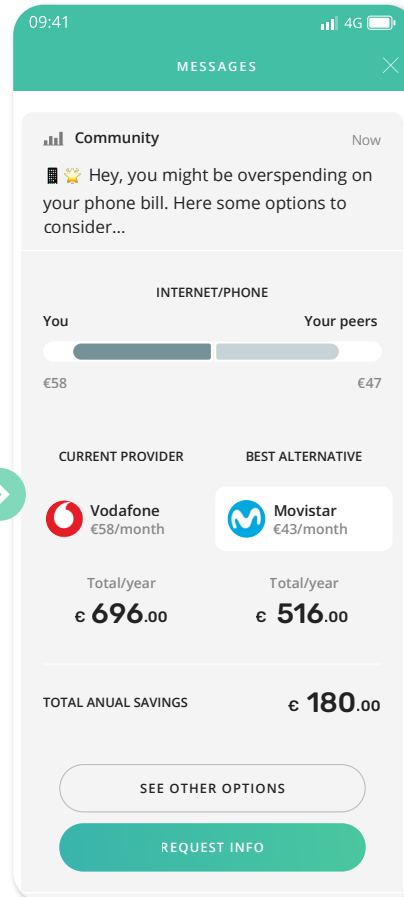 09:41
4G
MESSAGES
Community
Now
Hey, you might be overspending on
your phone bill. Here some options to
consider...
INTERNET/PHONE
You
Your peers
€58
€47
CURRENT PROVIDER
BEST ALTERNATIVE
Vodafone
€58/month
Movistar
€43/month
Total/year
Total/year
€ 696.00
€ 516.00
TOTAL ANUAL SAVINGS
€ 180.00
SEE OTHER OPTIONS
REQUEST INFO